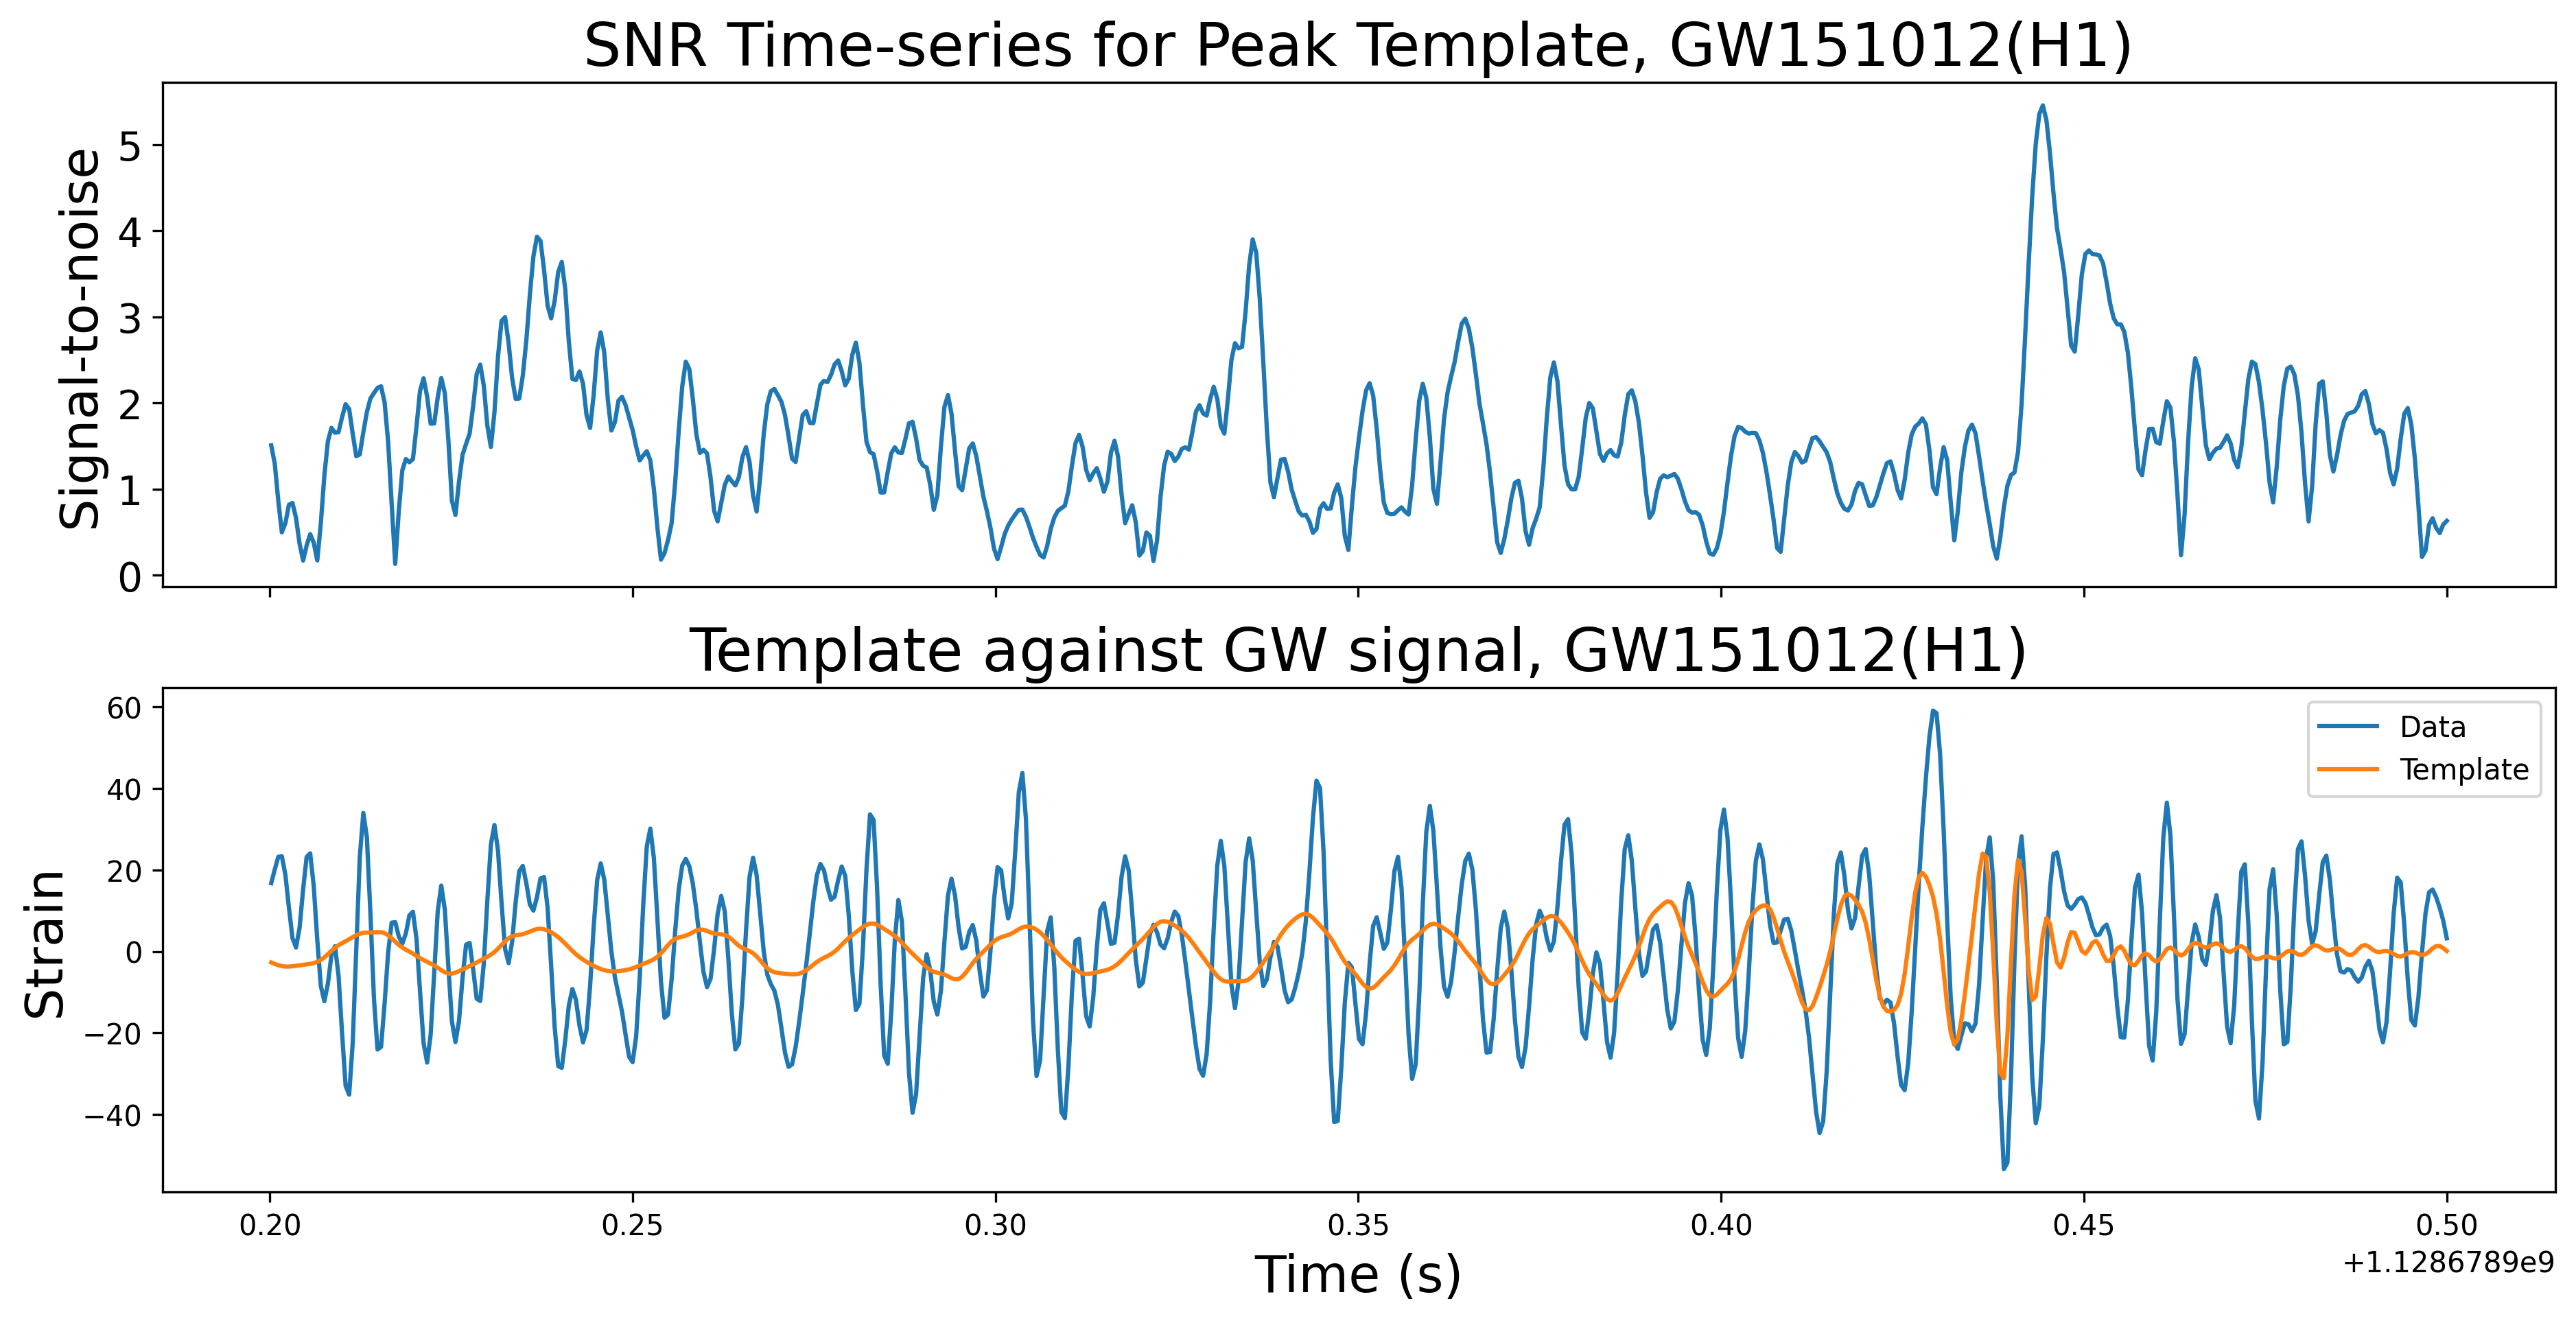 SNR Time-series for Peak Template, GW151012(H1)
Signal-to-noise
5
4
3
2
1
0
Template against GW signal, GW151012(H1)
Strain
60
40
20
0
−20
−40
Data
Template
0.20 0.25 0.30 0.35 0.40 0.45 0.50
+1.1286789e9
Time (s)